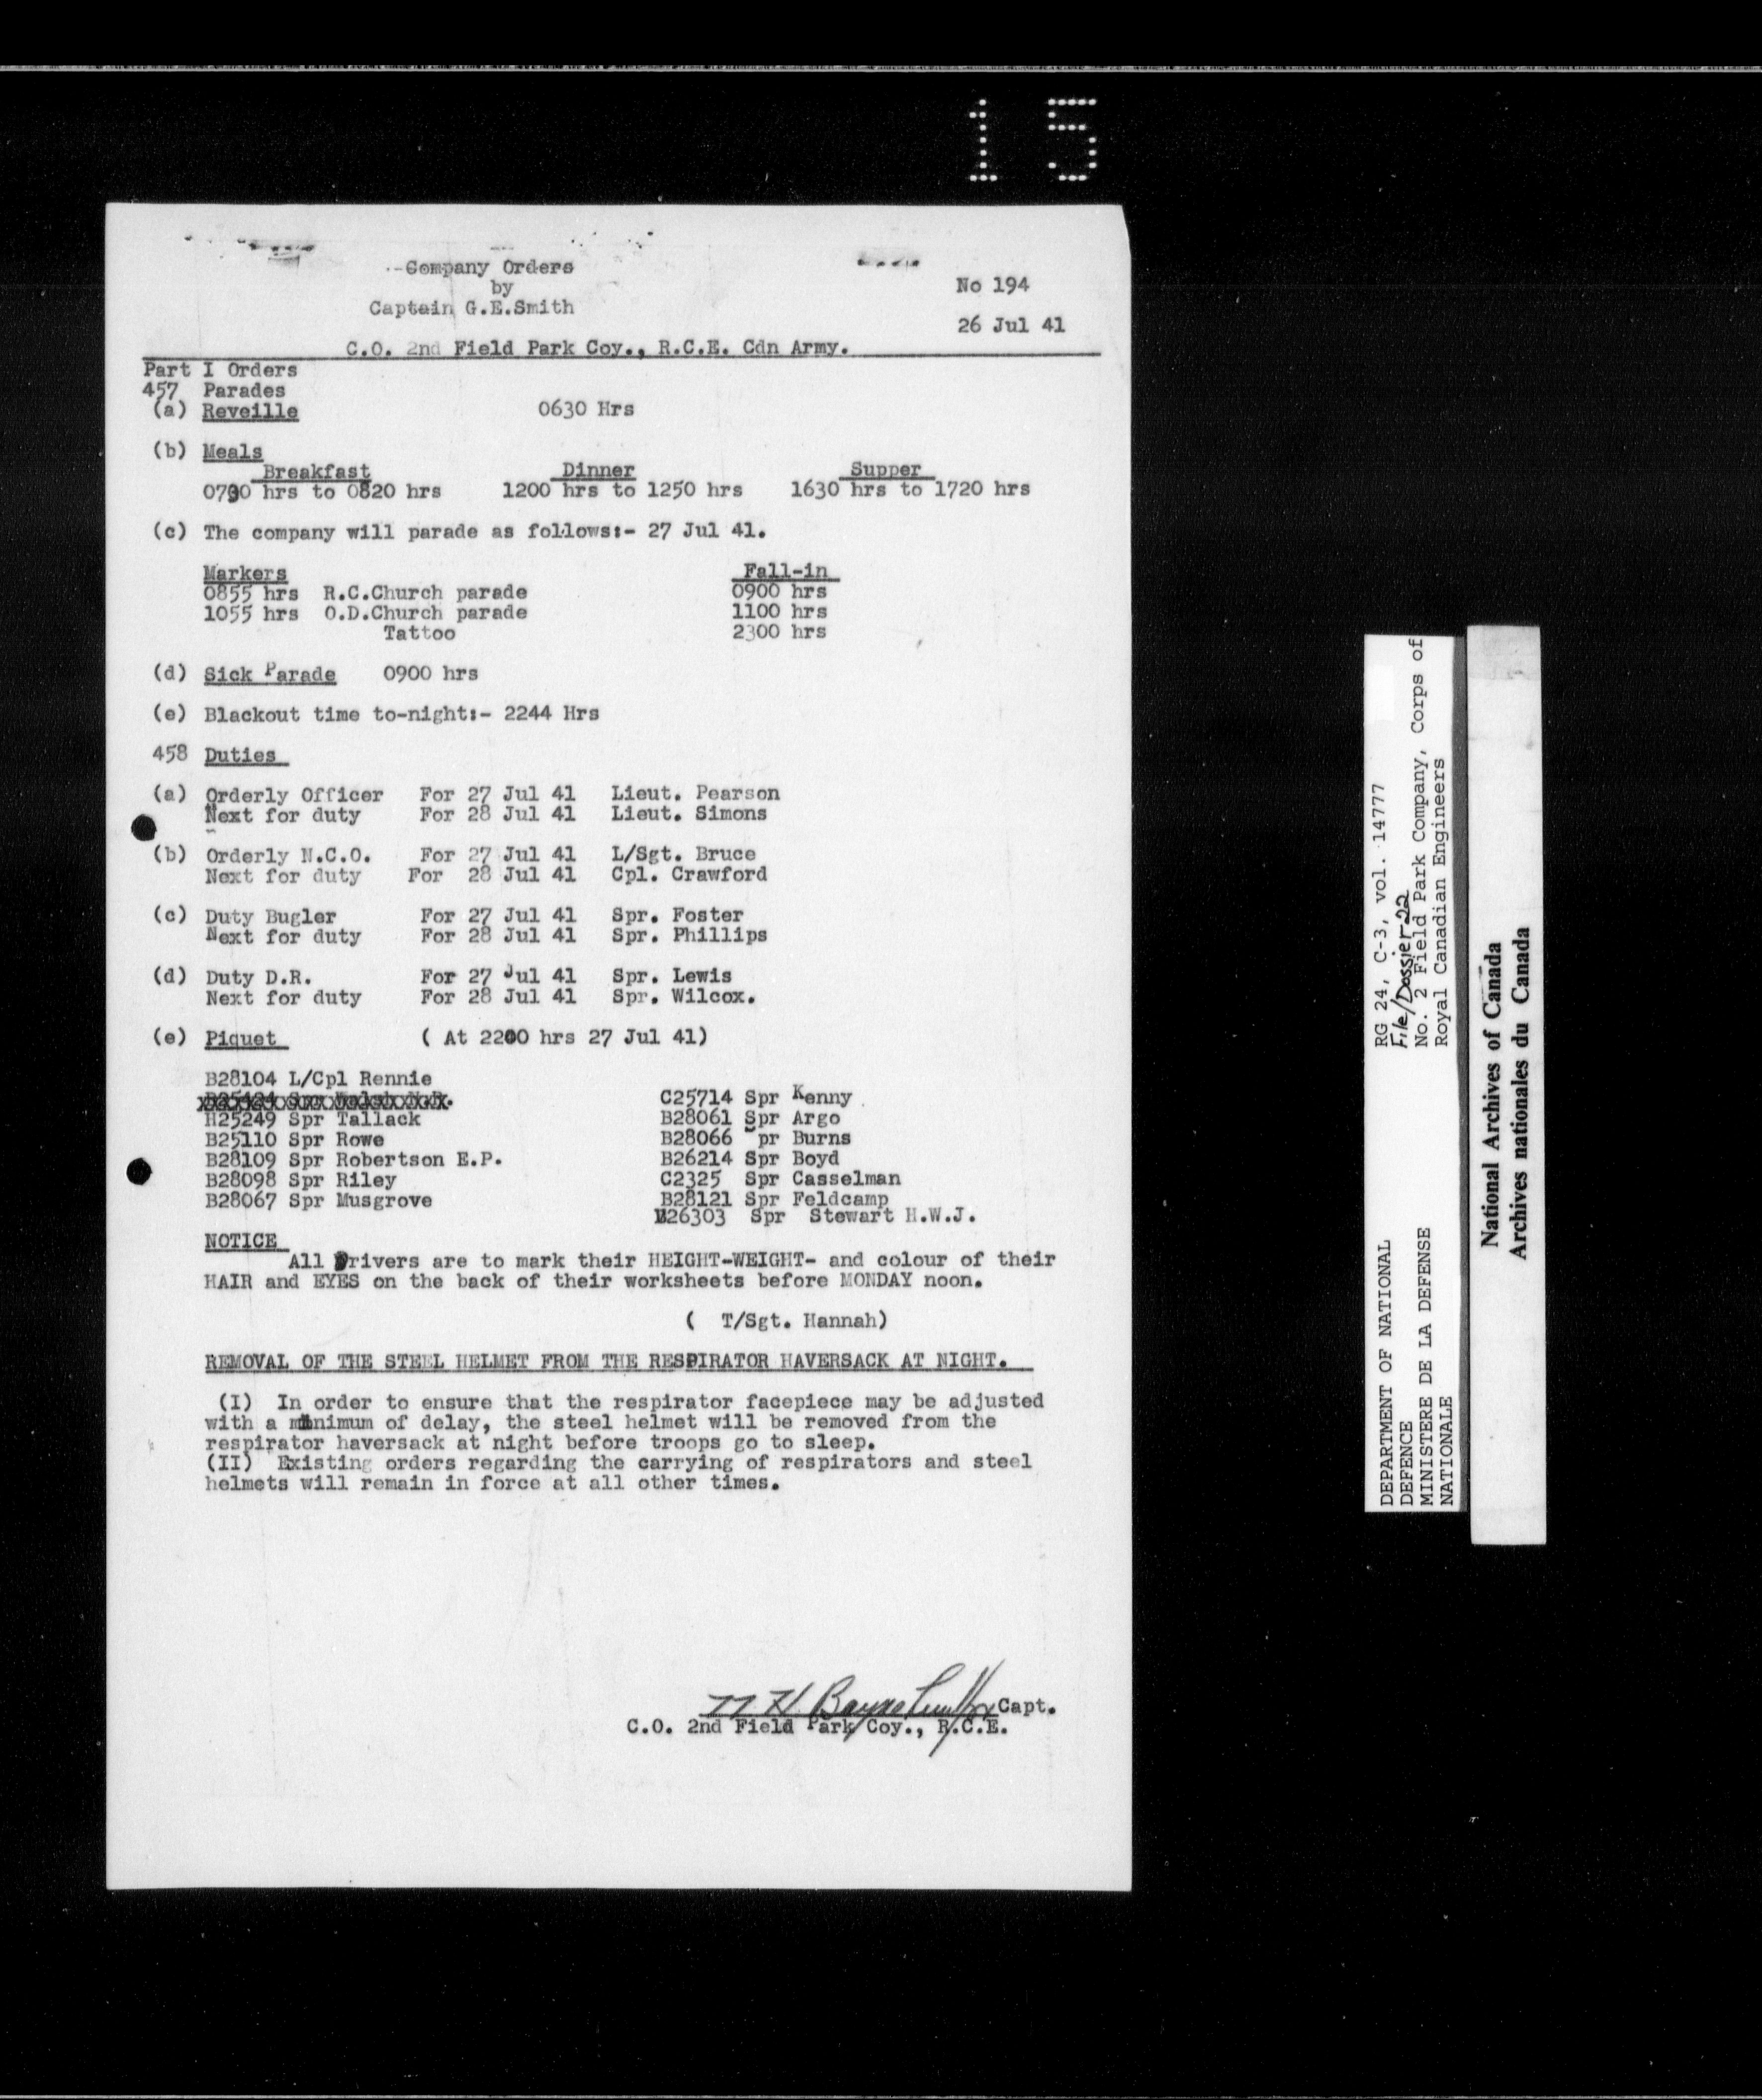 15
Company Orders
by
Captain G.E.Smith
No 194
26 Jul 41
C.O. 2nd Field Park Coy., R.C.E. Cdn Army.
Part I Orders
457 Parades
(a) Reveille 0630 Hrs
(b) Meals
Breakfast Dinner Supper
0730 hrs to 0820 hrs 1200 hrs to 1250 hrs 1630 hrs to 1720 hrs
(c) The company will parade as follows:- 27 Jul 41.
Markers Fall-in
0855 hrs R.C.Church parade 0900 hrs
1055 hrs O.D.Church parade 1100 hrs
Tattoo 2300 hrs
(d) Sick Parade 0900 hrs
(e) Blackout time to-night:- 2244 Hrs
458 Duties
(a) Orderly Officer For 27 Jul 41 Lieut. Pearson
Next for duty For 28 Jul 41 Lieut. Simons
(b) Orderly N.C.O. For 27 Jul 41 L/Sgt. Bruce
Next for duty For 28 Jul 41 Cpl. Crawford
(c) Duty Bugler For 27 Jul 41 Spr. Foster
Next for duty For 28 Jul 41 Spr. Phillips
(d) Duty D.R. For 27 Jul 41 Spr. Lewis
Next for duty For 28 Jul 41 Spr. Wilcox.
(e) Piquet ( At 2200 hrs 27 Jul 41)
B28104 L/Cpl Rennie
C25714 Spr Kenny
H25249 Spr Tallack B28061 Spr Argo
B25110 Spr Rowe B28066 pr Burns
B28109 Spr Robertson E.P. B26214 Spr Boyd
B28098 Spr Riley C2325 Spr Casselman
B28067 Spr Musgrove B28121 Spr Feldcamp
B26303 Spr Stewart H.W.J.
NOTICE
All Drivers are to mark their HEIGHT-WEIGHT- and colour of their
HAIR and EYES on the back of their worksheets before MONDAY noon.
( T/Sgt. Hannah)
REMOVAL OF THE STEEL HELMET FROM THE RESPIRATOR HAVERSACK AT NIGHT.
(I) In order to ensure that the respirator facepiece may be adjusted
with a minimum of delay, the steel helmet will be removed from the
respirator haversack at night before troops go to sleep.
(II) Existing orders regarding the carrying of respirators and steel
helmets will remain in force at all other times.
Capt.
C.O. 2nd Field Park Coy., R.C.E.
RG 24, C-3, vol. 14777
File/Dossier 22
No. 2 Field Park Company, Corps of
Royal Canadian Engineers
DEPARTMENT OF NATIONAL
DEFENCE
MINISTERE DE LA DEFENSE
NATIONALE
National Archives of Canada
Archives nationales du Canada